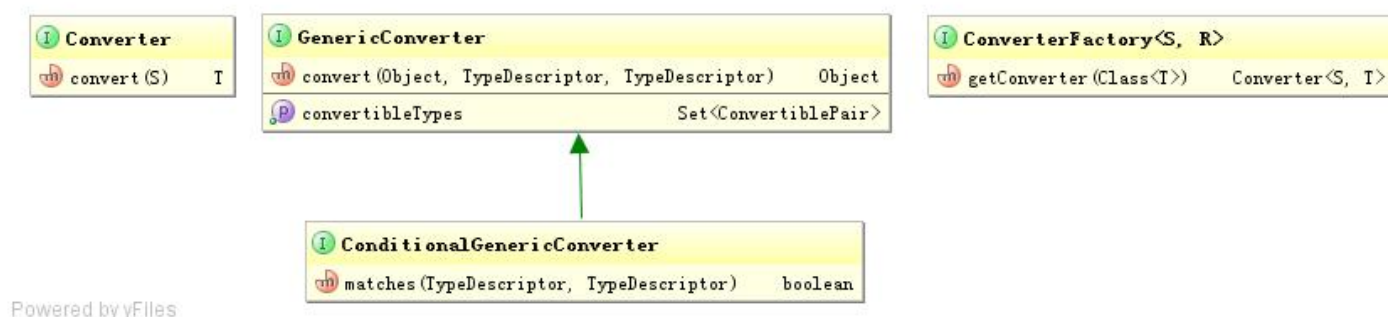 I Converter
m convert(S) T
I GenericConverter
m convert(Object, TypeDescriptor, TypeDescriptor) Object
P convertibleTypes Set<ConvertiblePair>
I ConverterFactory<S, R>
m getConverter(Class<T>) Converter<S, T>
I ConditionalGenericConverter
m matches(TypeDescriptor, TypeDescriptor) boolean
Powered by yFiles